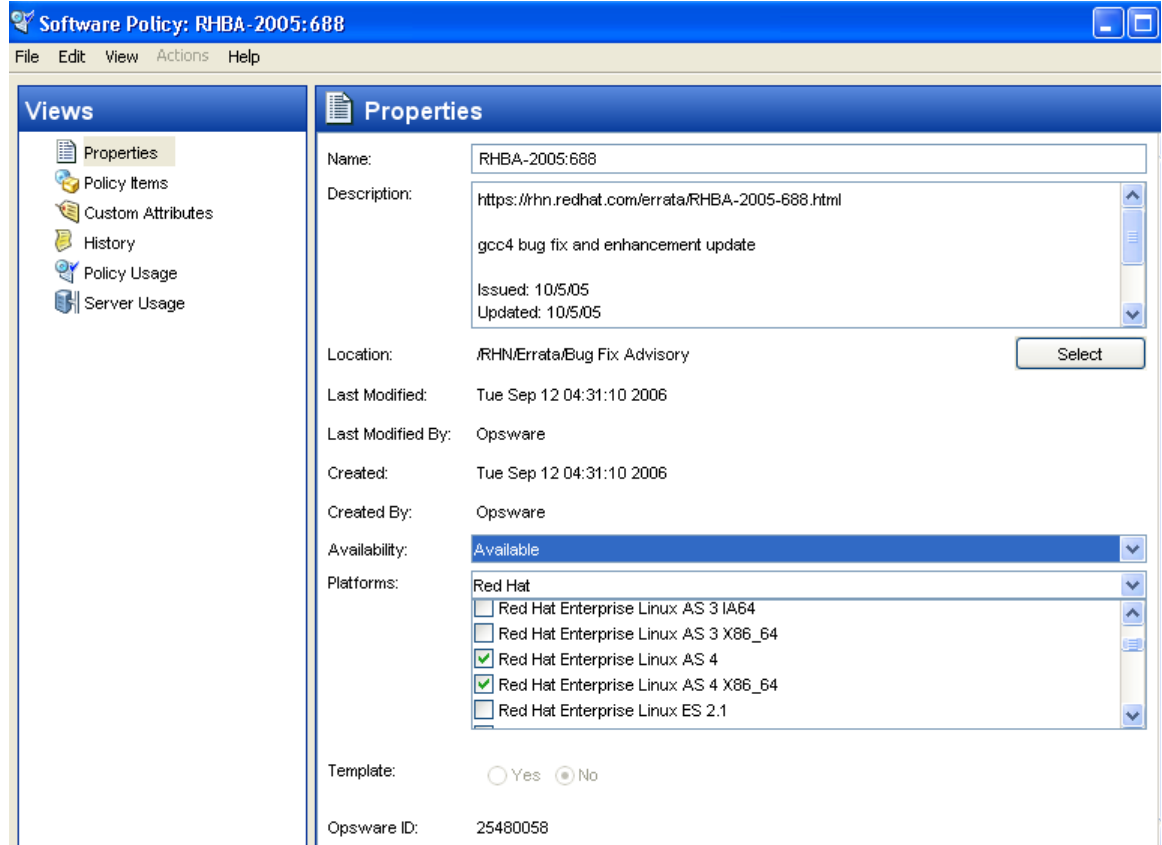 Software Policy: RHBA-2005:688
File Edit View Actions Help
Views
Properties
Policy Items
Custom Attributes
History
Policy Usage
Server Usage
Properties
Name: RHBA-2005:688
Description: https://rhn.redhat.com/errata/RHBA-2005-688.html
gcc4 bug fix and enhancement update
Issued: 10/5/05
Updated: 10/5/05
Location: /RHN/Errata/Bug Fix Advisory Select
Last Modified: Tue Sep 12 04:31:10 2006
Last Modified By: Opsware
Created: Tue Sep 12 04:31:10 2006
Created By: Opsware
Availability: Available
Platforms: Red Hat
Red Hat Enterprise Linux AS 3 IA64
Red Hat Enterprise Linux AS 3 X86_64
Red Hat Enterprise Linux AS 4
Red Hat Enterprise Linux AS 4 X86_64
Red Hat Enterprise Linux ES 2.1
Template: Yes No
Opsware ID: 25480058